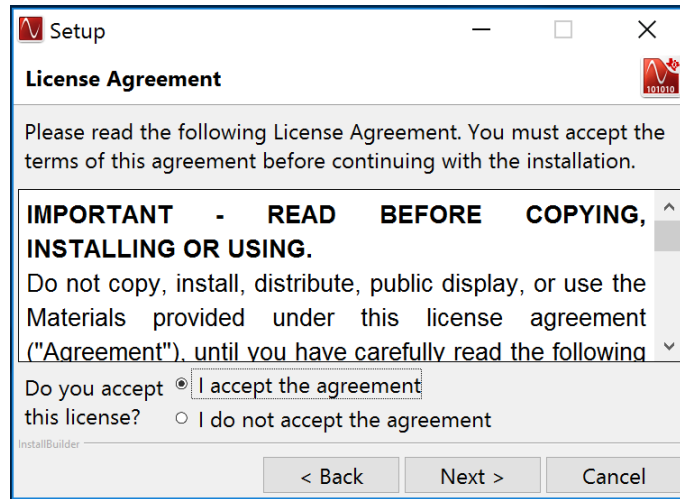 Setup
License Agreement
101010
Please read the following License Agreement. You must accept the
terms of this agreement before continuing with the installation.
IMPORTANT - READ BEFORE COPYING,
INSTALLING OR USING.
Do not copy, install, distribute, public display, or use the
Materials provided under this license agreement
("Agreement"), until you have carefully read the following
Do you accept
this license?
I accept the agreement
I do not accept the agreement
InstallBuilder
< Back
Next >
Cancel